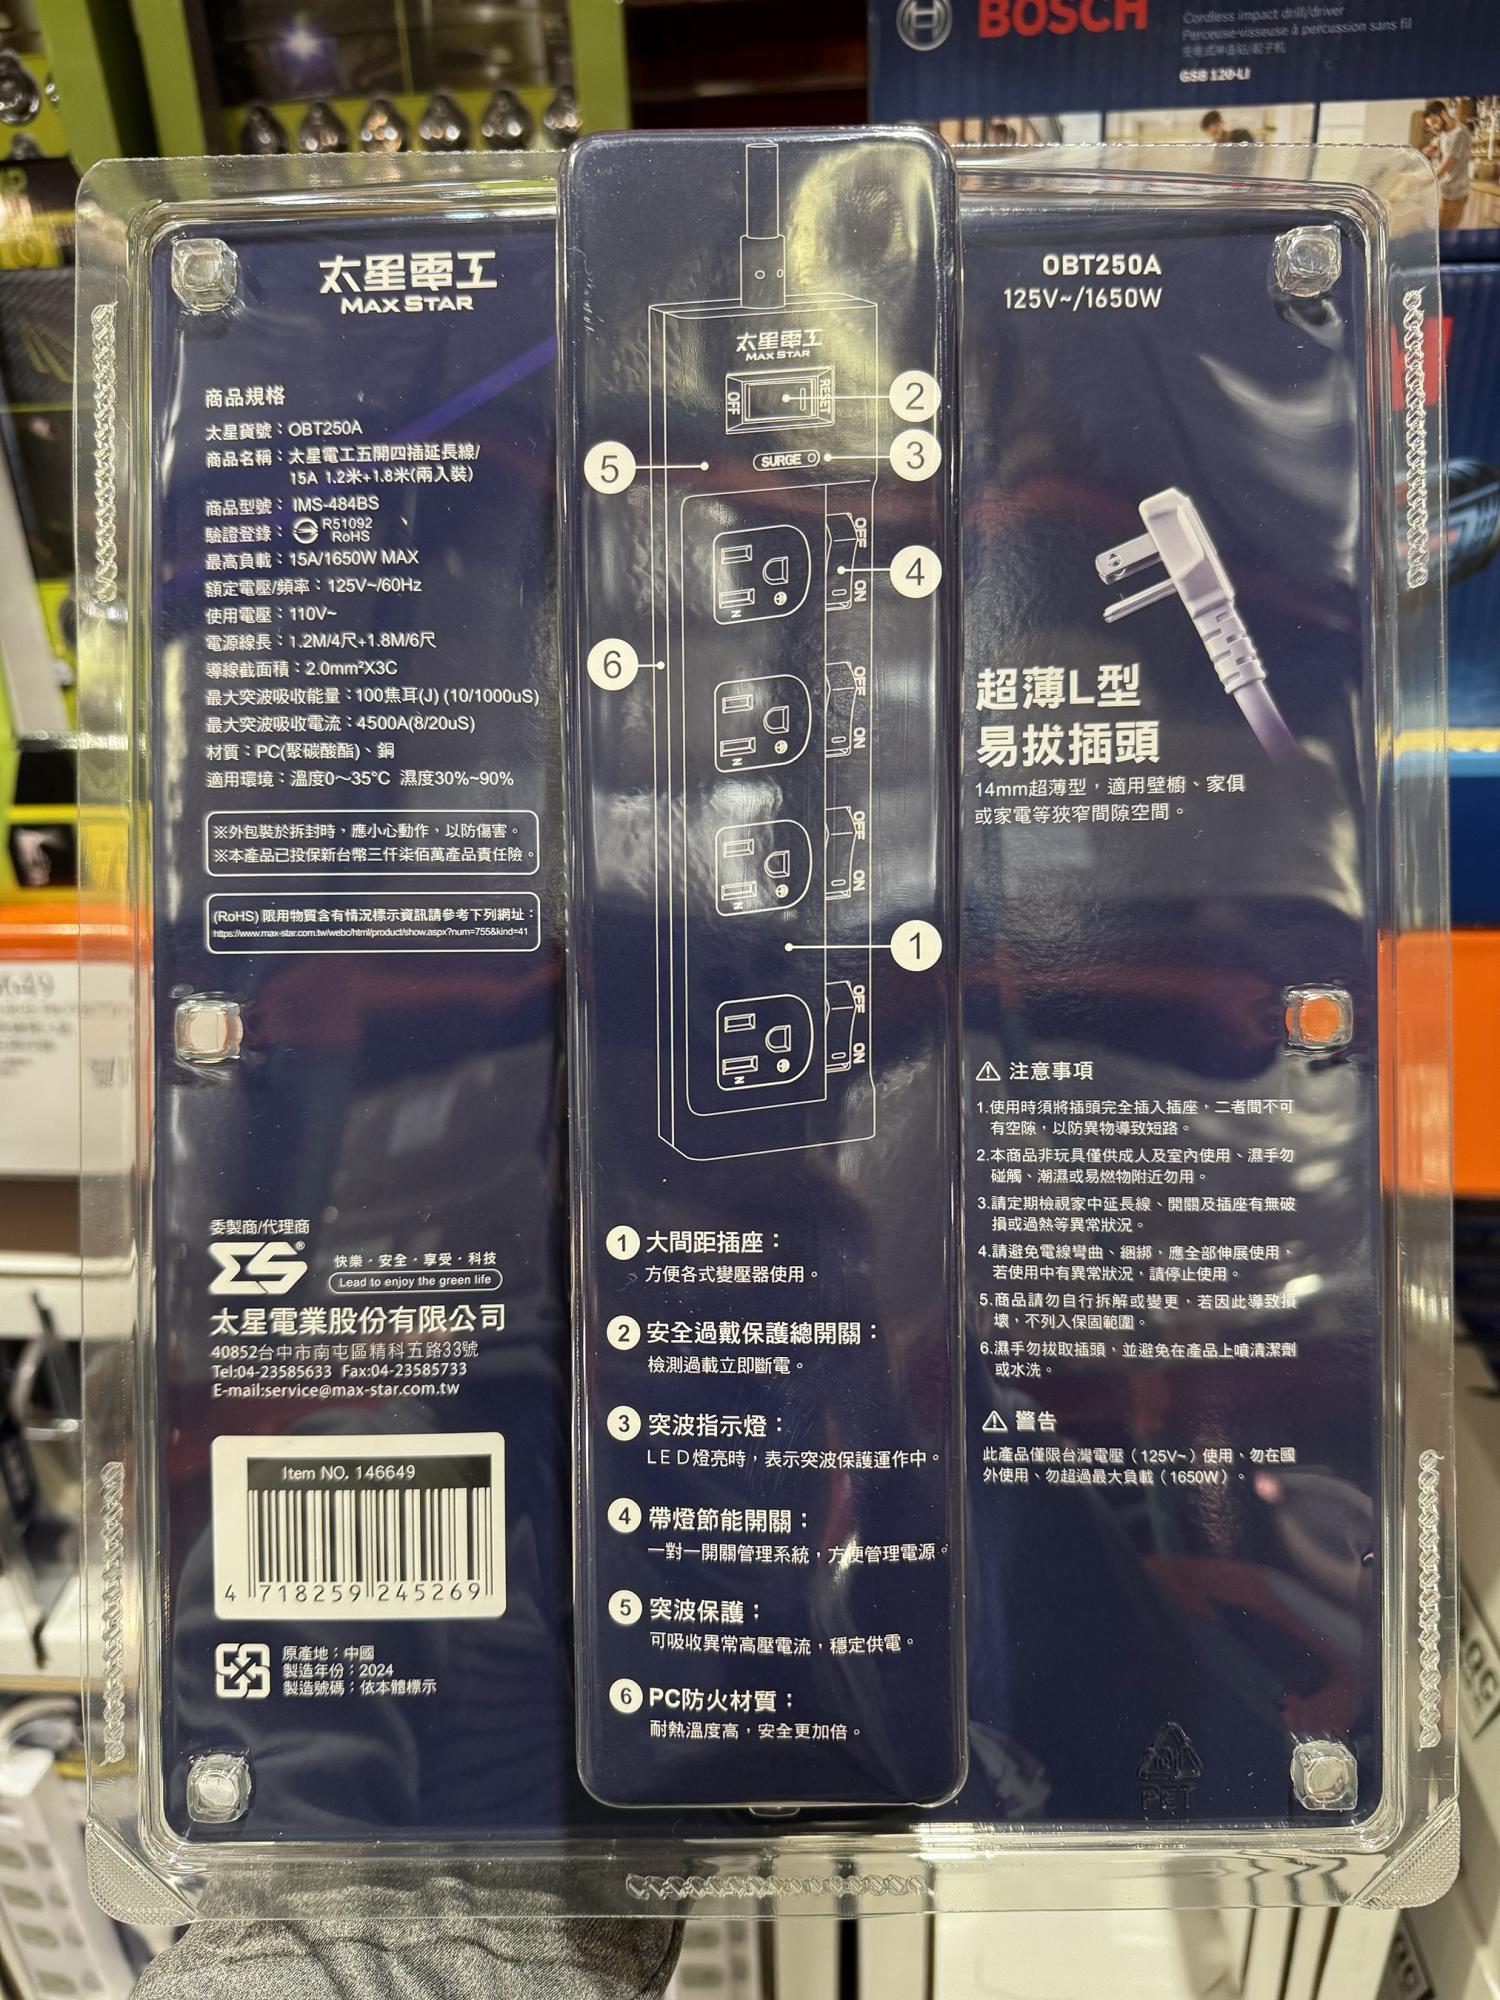 BOSCH
Cordless impact drill/driver
Perceuse-visseuse à percussion sans fil
GSB 120-LI
太星電工
MAX STAR
商品規格
太星貨號：OBT250A
商品名稱：太星電工五開四插延長線/
15A 1.2米+1.8米(兩入裝)
商品型號：IMS-484BS
驗證登錄：
R51092
RoHS
最高負載：15A/1650W MAX
額定電壓/頻率：125V~/60Hz
使用電壓：110V~
電源線長：1.2M/4尺+1.8M/6尺
導線截面積：2.0mm²X3C
最大突波吸收能量：100焦耳(J) (10/1000uS)
最大突波吸收電流：4500A(8/20uS)
材質：PC(聚碳酸酯)、銅
適用環境：溫度0～35°C 濕度30%~90%
※外包裝於拆封時，應小心動作，以防傷害。
※本產品已投保新台幣三仟柒佰萬產品責任險。
(RoHS) 限用物質含有情況標示資訊請參考下列網址：
https://www.max-star.com.tw/webc/html/product/show.aspx?num=755&kind=41
委製商/代理商
®
快樂・安全・享受・科技
Lead to enjoy the green life
太星電業股份有限公司
40852台中市南屯區精科五路33號
Tel:04-23585633 Fax:04-23585733
E-mail:service@max-star.com.tw
Item NO. 146649
4 718259 245269
原產地：中國
製造年份：2024
製造號碼：依本體標示
太星電工
MAX STAR
OFF
RESET
2
SURGE
3
5
OFF
ON
4
N
6
OFF
ON
N
OFF
ON
N
1
OFF
ON
N
1 大間距插座：
方便各式變壓器使用。
2 安全過載保護總開關：
檢測過載立即斷電。
3 突波指示燈：
LED燈亮時，表示突波保護運作中。
4 帶燈節能開關：
一對一開關管理系統，方便管理電源。
5 突波保護：
可吸收異常高壓電流，穩定供電。
6 PC防火材質：
耐熱溫度高，安全更加倍。
OBT250A
125V~/1650W
超薄L型
易拔插頭
14mm超薄型，適用壁櫥、家俱
或家電等狹窄間隙空間。
注意事項
1.使用時須將插頭完全插入插座，二者間不可
有空隙，以防異物導致短路。
2.本商品非玩具僅供成人及室內使用、濕手勿
碰觸、潮濕或易燃物附近勿用。
3.請定期檢視家中延長線、開關及插座有無破
損或過熱等異常狀況。
4.請避免電線彎曲、綑綁，應全部伸展使用，
若使用中有異常狀況，請停止使用。
5.商品請勿自行拆解或變更，若因此導致損
壞，不列入保固範圍。
6.濕手勿拔取插頭，並避免在產品上噴清潔劑
或水洗。
警告
此產品僅限台灣電壓（125V~）使用，勿在國
外使用、勿超過最大負載（1650W）。
PET